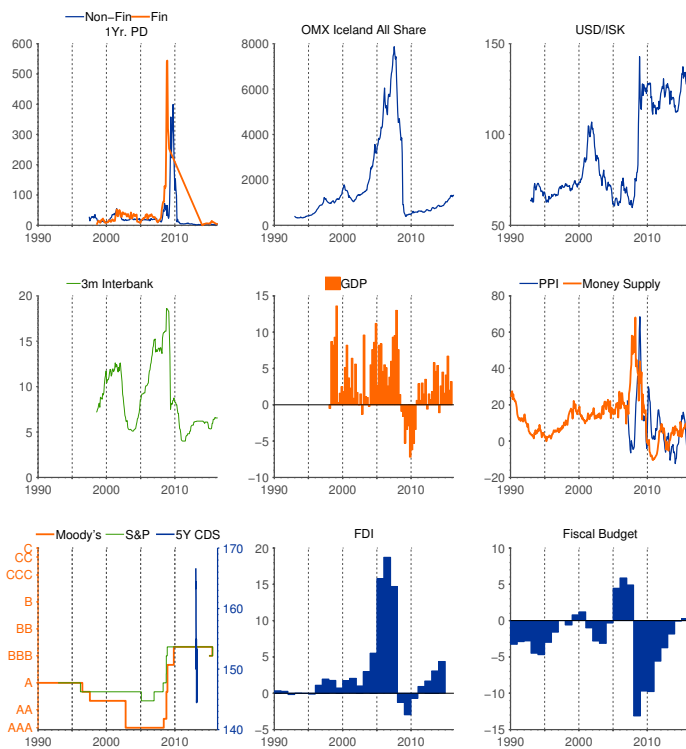 Non−Fin Fin
1Yr. PD
600
500
400
300
200
100
0
1990 2000 2010
OMX Iceland All Share
8000
6000
4000
2000
0
1990 2000 2010
USD/ISK
150
100
50
1990 2000 2010
3m Interbank
20
15
10
5
0
1990 2000 2010
GDP
15
10
5
0
−5
−10
1990 2000 2010
PPI Money Supply
80
60
40
20
0
−20
1990 2000 2010
Moody's S&P 5Y CDS
C
CC
CCC
B
BB
BBB
A
AA
AAA
170
160
150
140
1990 2000 2010
FDI
20
15
10
5
0
−5
1990 2000 2010
Fiscal Budget
10
5
0
−5
−10
−15
1990 2000 2010